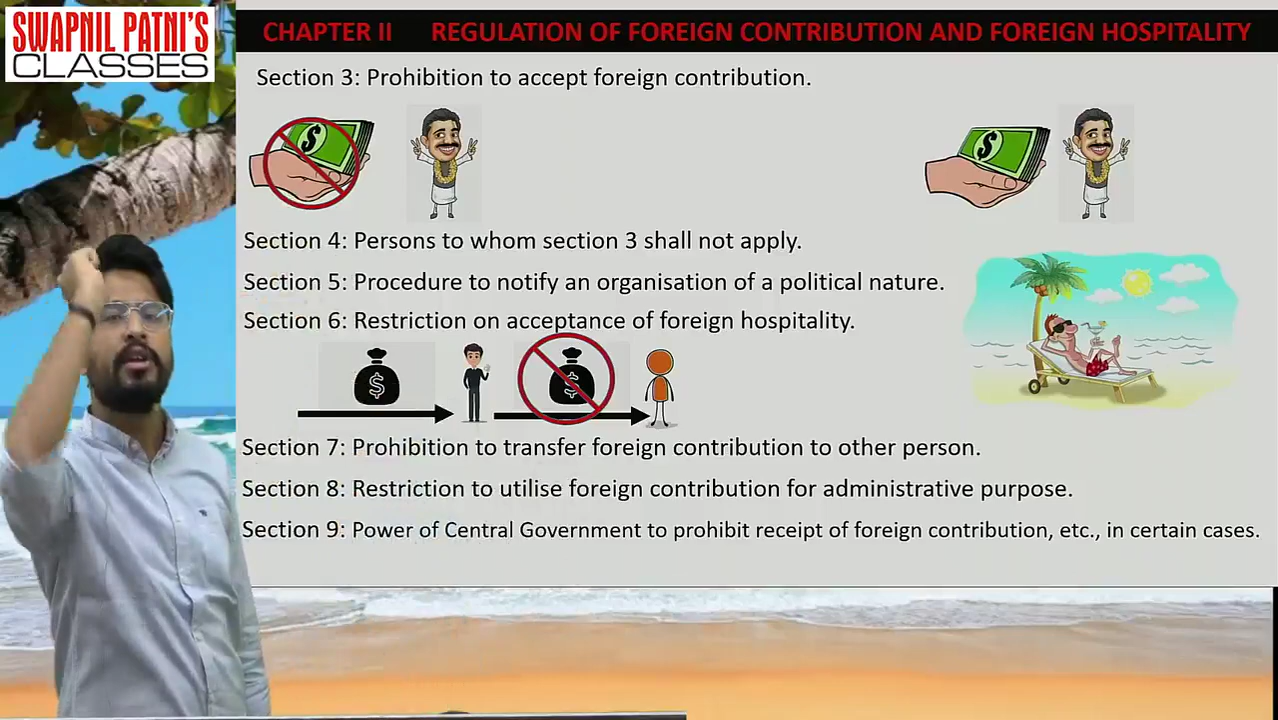 SWAPNIL PATNI'S
CLASSES
CHAPTER II REGULATION OF FOREIGN CONTRIBUTION AND FOREIGN HOSPITALITY
Section 3: Prohibition to accept foreign contribution.
$
$
Section 4: Persons to whom section 3 shall not apply.
Section 5: Procedure to notify an organisation of a political nature.
Section 6: Restriction on acceptance of foreign hospitality.
$
$
Section 7: Prohibition to transfer foreign contribution to other person.
Section 8: Restriction to utilise foreign contribution for administrative purpose.
Section 9: Power of Central Government to prohibit receipt of foreign contribution, etc., in certain cases.